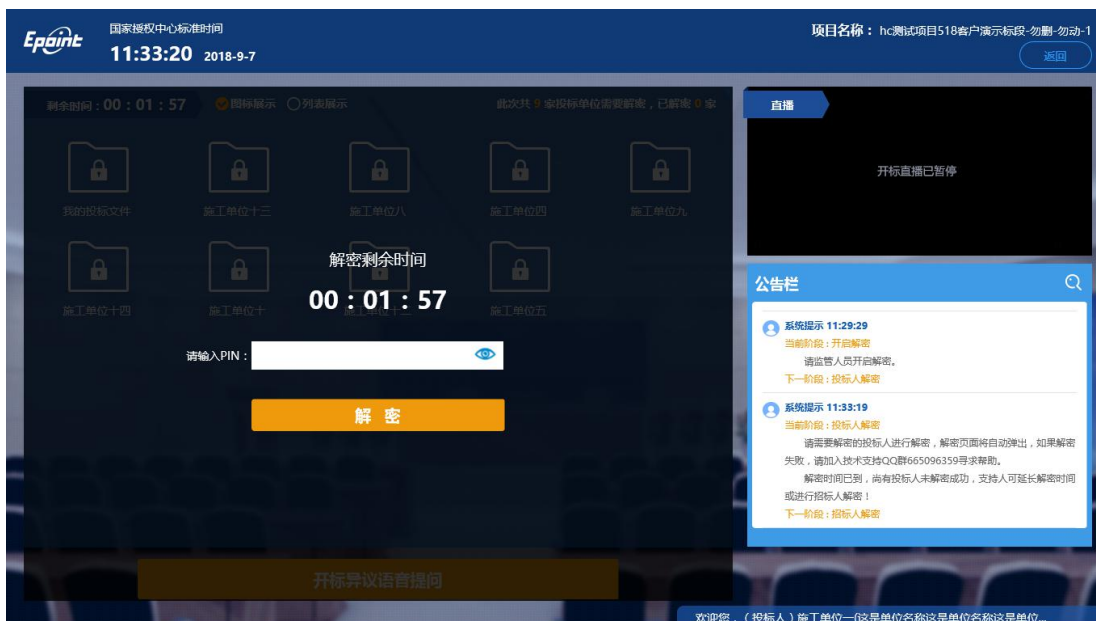 Epoint
国家授权中心标准时间
11:33:20 2018-9-7
项目名称：hc测试项目518客户演示标段-勿删-勿动-1
返回
剩余时间：00：01：57 图标展示 列表展示 此次共 9 家投标单位需要解密，已解密 0 家
我的投标文件 施工单位十三 施工单位八 施工单位四 施工单位九
施工单位十四 施工单位十 施工单位十二 施工单位五
解密剩余时间
00：01：57
请输入PIN：
解 密
开标异议语音提问
直播
开标直播已暂停
公告栏
系统提示 11:29:29
当前阶段：开启解密
请监管人员开启解密。
下一阶段：投标人解密
系统提示 11:33:19
当前阶段：投标人解密
请需要解密的投标人进行解密，解密页面将自动弹出，如果解密
失败，请加入技术支持QQ群665096359寻求帮助。
解密时间已到，尚有投标人未解密成功，支持人可延长解密时间
或进行招标人解密！
下一阶段：招标人解密
欢迎您，（投标人）施工单位一(这是单位名称这是单位名称这是单位...